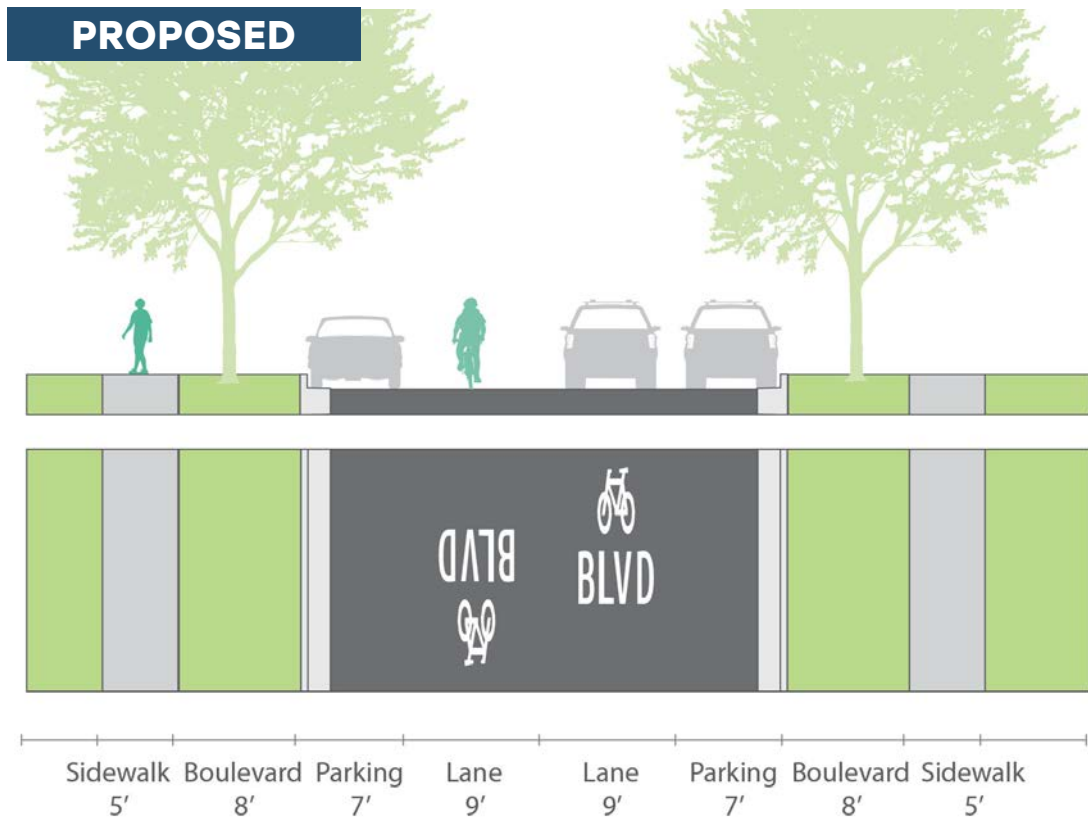 PROPOSED
BLVD
BLVD
Sidewalk Boulevard Parking Lane Lane Parking Boulevard Sidewalk
5’ 8’ 7’ 9’ 9’ 7’ 8’ 5’